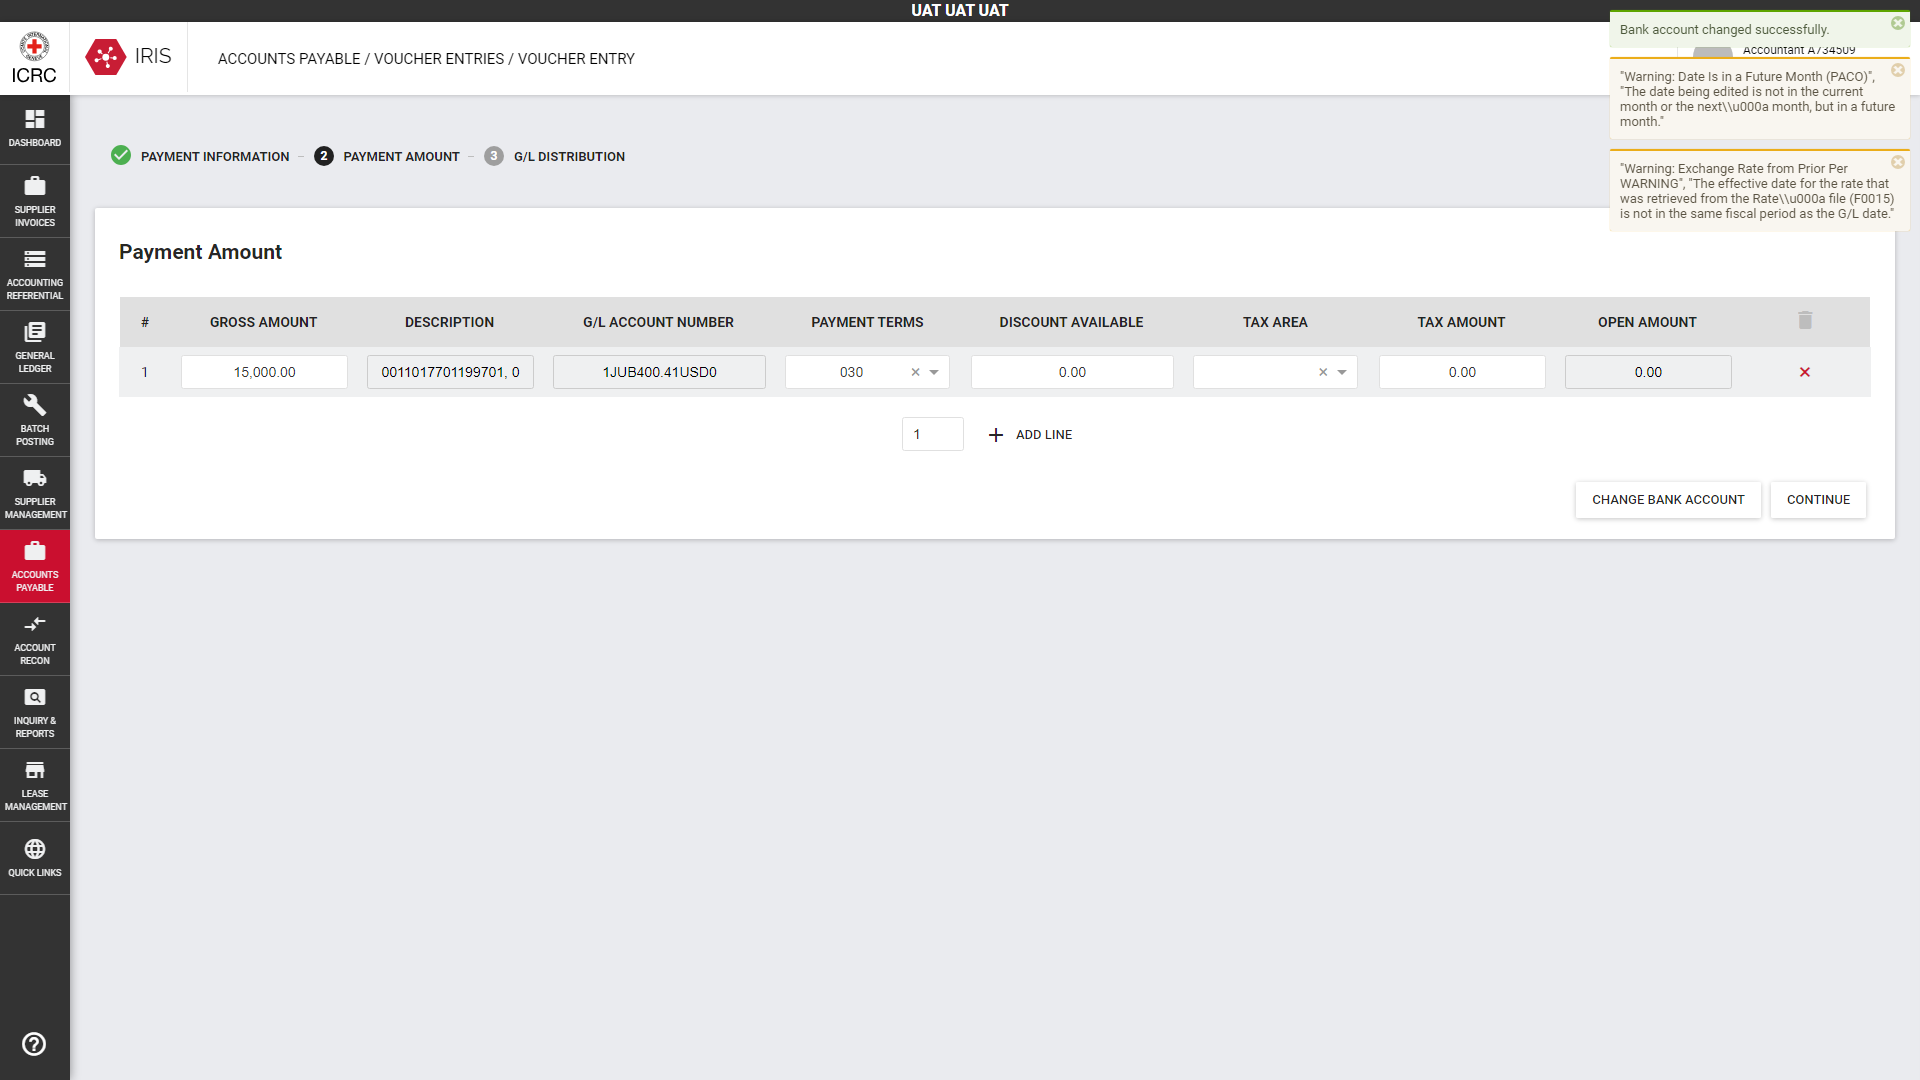 UAT UAT UAT
ICRC
IRIS
ACCOUNTS PAYABLE / VOUCHER ENTRIES / VOUCHER ENTRY
Bank account changed successfully.
Accountant A734509
"Warning: Date Is in a Future Month (PACO)",
"The date being edited is not in the current
month or the next\\u000a month, but in a future
month."
"Warning: Exchange Rate from Prior Per
WARNING", "The effective date for the rate that
was retrieved from the Rate\\u000a file (F0015)
is not in the same fiscal period as the G/L date."
DASHBOARD
SUPPLIER
INVOICES
ACCOUNTING
REFERENTIAL
GENERAL
LEDGER
BATCH
POSTING
SUPPLIER
MANAGEMENT
ACCOUNTS
PAYABLE
ACCOUNT
RECON
INQUIRY &
REPORTS
LEASE
MANAGEMENT
QUICK LINKS
PAYMENT INFORMATION
2 PAYMENT AMOUNT
3 G/L DISTRIBUTION
Payment Amount
# GROSS AMOUNT DESCRIPTION G/L ACCOUNT NUMBER PAYMENT TERMS DISCOUNT AVAILABLE TAX AREA TAX AMOUNT OPEN AMOUNT
1 15,000.00 0011017701199701, 0 1JUB400.41USD0 030 0.00 0.00 0.00
1 ADD LINE
CHANGE BANK ACCOUNT CONTINUE